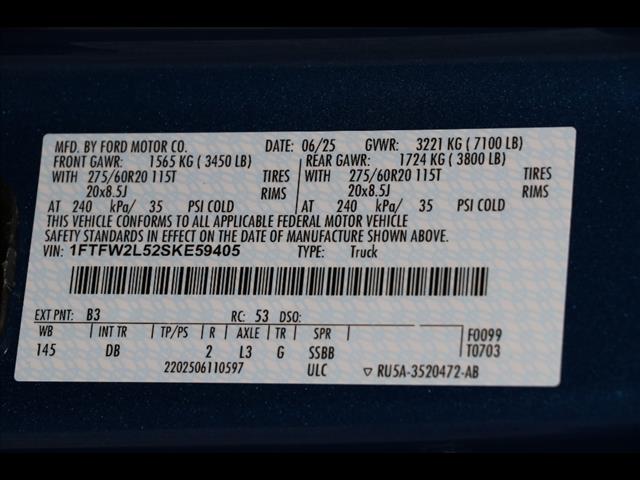 MFD. BY FORD MOTOR CO. DATE: 06/25 GVWR: 3221 KG ( 7100 LB)
FRONT GAWR: 1565 KG ( 3450 LB) REAR GAWR: 1724 KG ( 3800 LB)
WITH 275/60R20 115T TIRES WITH 275/60R20 115T TIRES
20x8.5J RIMS 20x8.5J RIMS
AT 240 kPa/ 35 PSI COLD AT 240 kPa/ 35 PSI COLD
THIS VEHICLE CONFORMS TO ALL APPLICABLE FEDERAL MOTOR VEHICLE
SAFETY STANDARDS IN EFFECT ON THE DATE OF MANUFACTURE SHOWN ABOVE.
VIN: 1FTFW2L52SKE59405 TYPE: Truck
EXT PNT: B3 RC: 53 DSO:
WB INT TR TP/PS R AXLE TR SPR F0099
145 DB 2 L3 G SSBB T0703
2202506110597 ULC ▽ RU5A-3520472-AB